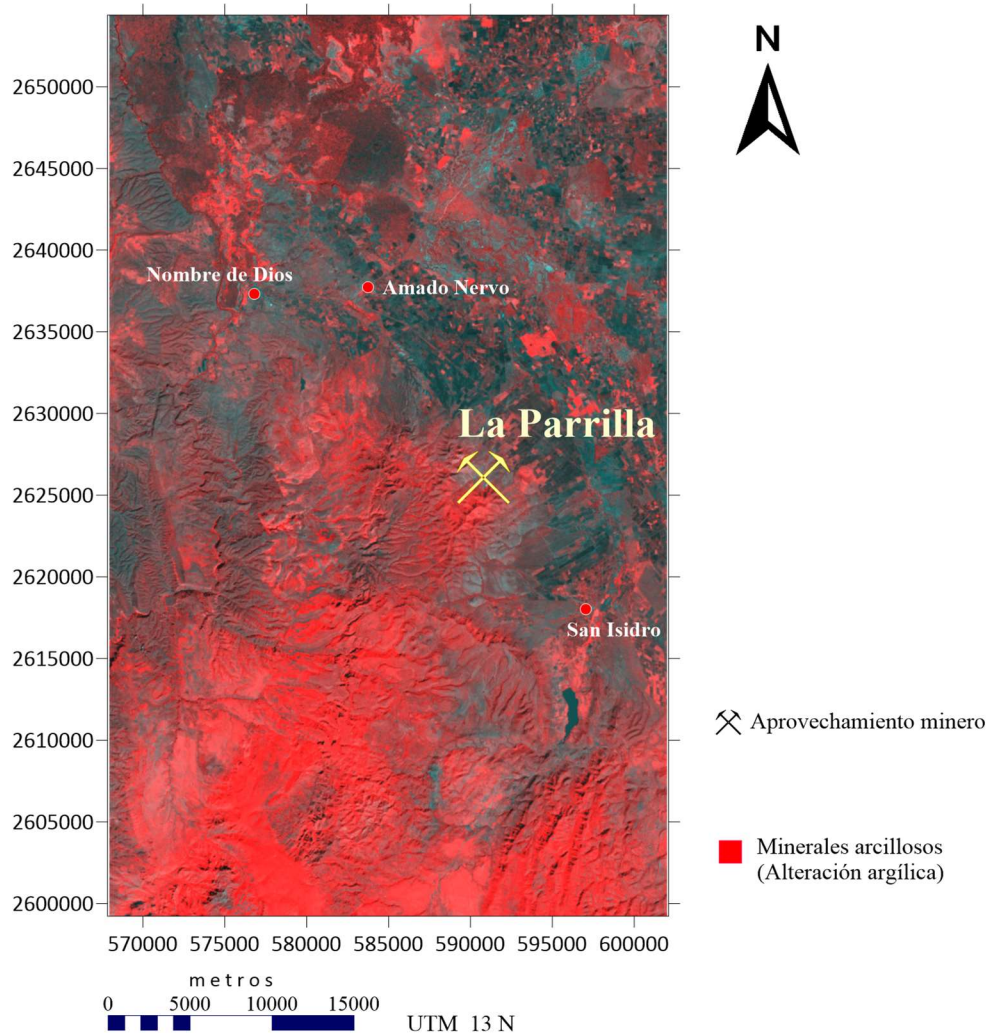 N
2650000
2645000
2640000
2635000
2630000
2625000
2620000
2615000
2610000
2605000
2600000
Nombre de Dios
Amado Nervo
La Parrilla
San Isidro
Aprovechamiento minero
Minerales arcillosos
(Alteración argílica)
570000 575000 580000 585000 590000 595000 600000
metros
0 5000 10000 15000
UTM 13 N